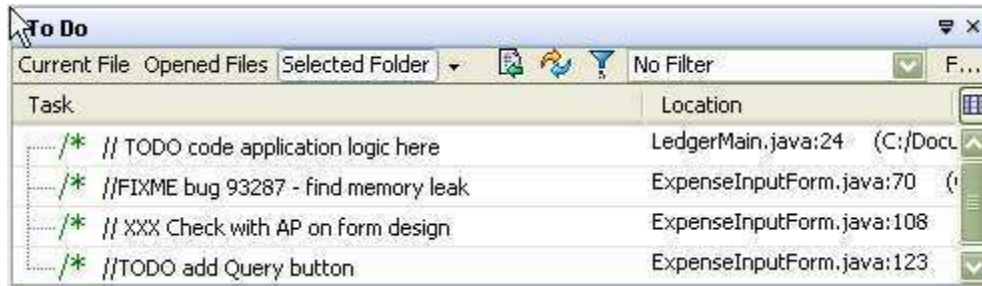 To Do
Current File Opened Files Selected Folder No Filter F...
Task Location
/* // TODO code application logic here LedgerMain.java:24 (C:/Docu
/* //FIXME bug 93287 - find memory leak ExpenseInputForm.java:70 (
/* // XXX Check with AP on form design ExpenseInputForm.java:108
/* //TODO add Query button ExpenseInputForm.java:123